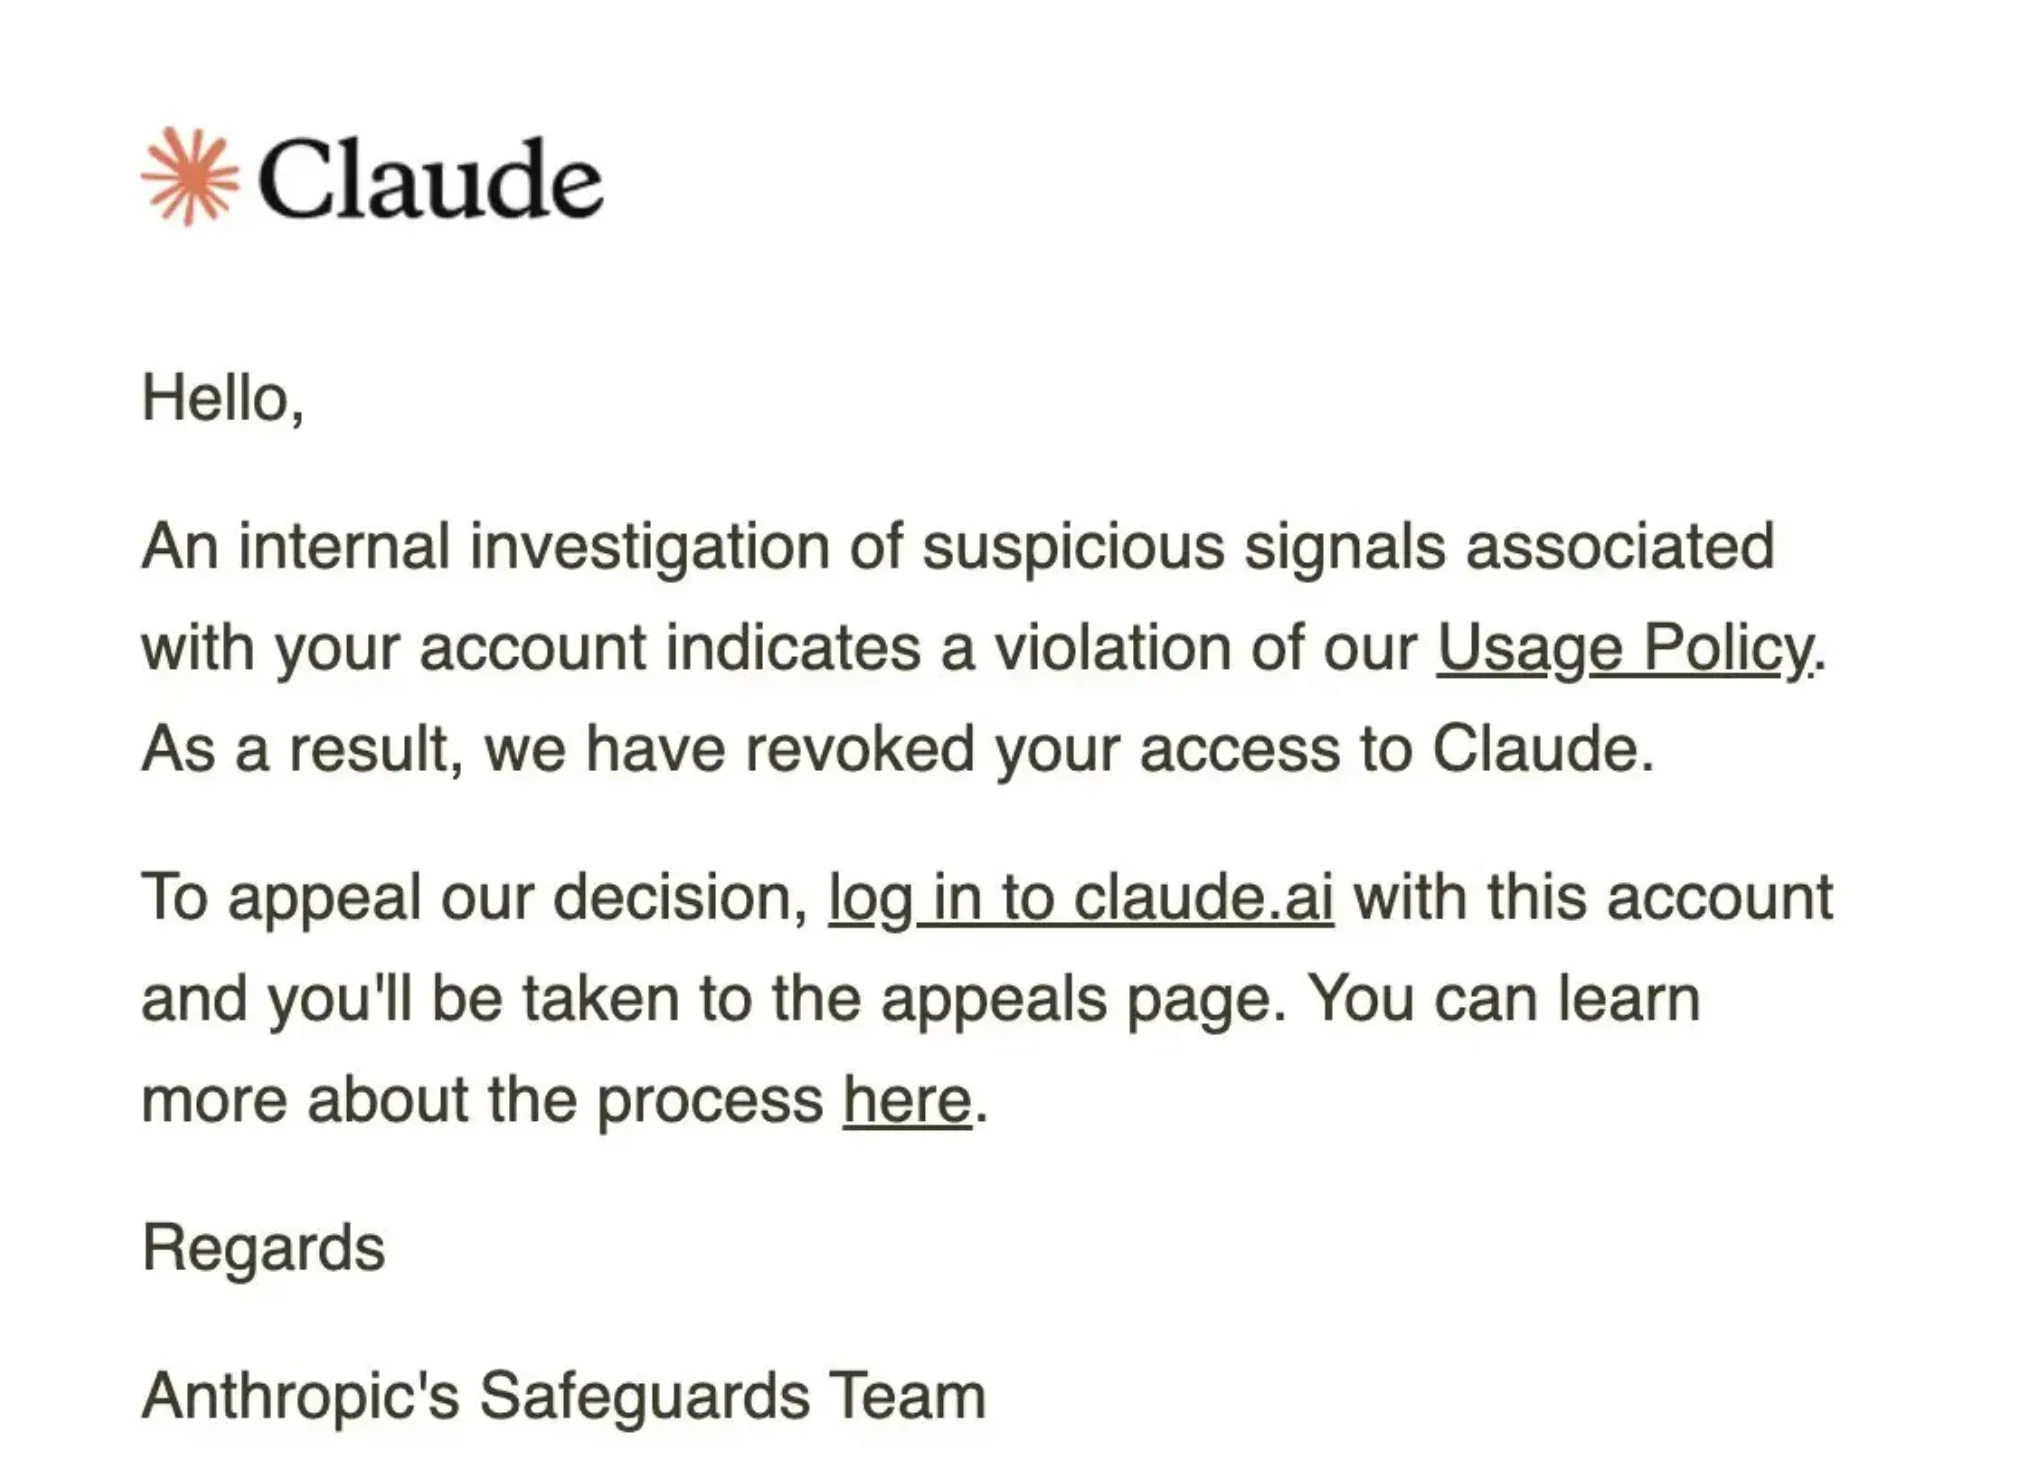 Claude
Hello,
An internal investigation of suspicious signals associated
with your account indicates a violation of our Usage Policy.
As a result, we have revoked your access to Claude.
To appeal our decision, log in to claude.ai with this account
and you'll be taken to the appeals page. You can learn
more about the process here.
Regards
Anthropic's Safeguards Team